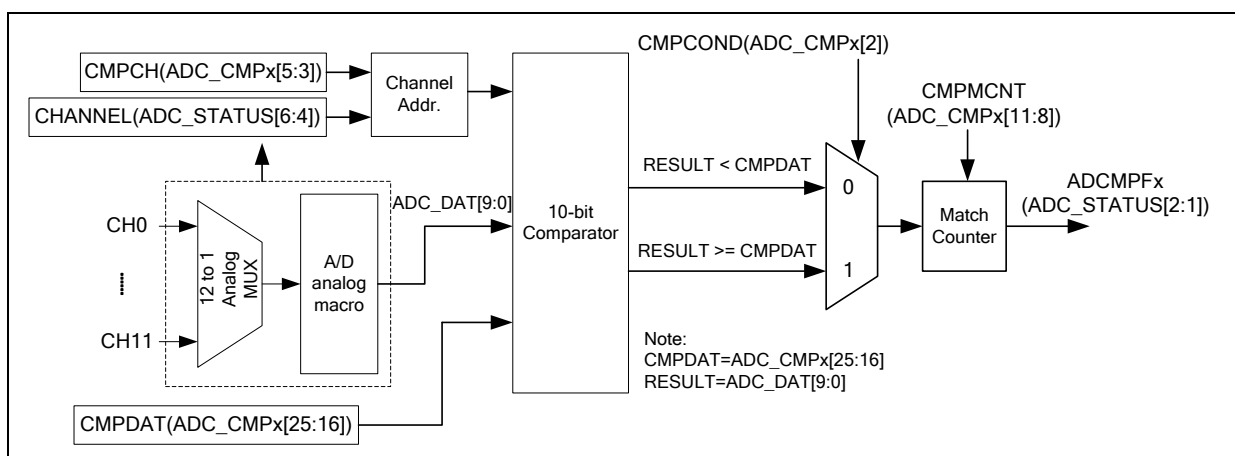 CMPCH(ADC_CMPx[5:3])
CHANNEL(ADC_STATUS[6:4])
Channel
Addr.
CH0
CH11
12 to 1
Analog
MUX
A/D
analog
macro
ADC_DAT[9:0]
CMPDAT(ADC_CMPx[25:16])
10-bit
Comparator
CMPCOND(ADC_CMPx[2])
RESULT < CMPDAT
RESULT >= CMPDAT
0
1
Note:
CMPDAT=ADC_CMPx[25:16]
RESULT=ADC_DAT[9:0]
CMPMCNT
(ADC_CMPx[11:8])
Match
Counter
ADCMPFx
(ADC_STATUS[2:1])